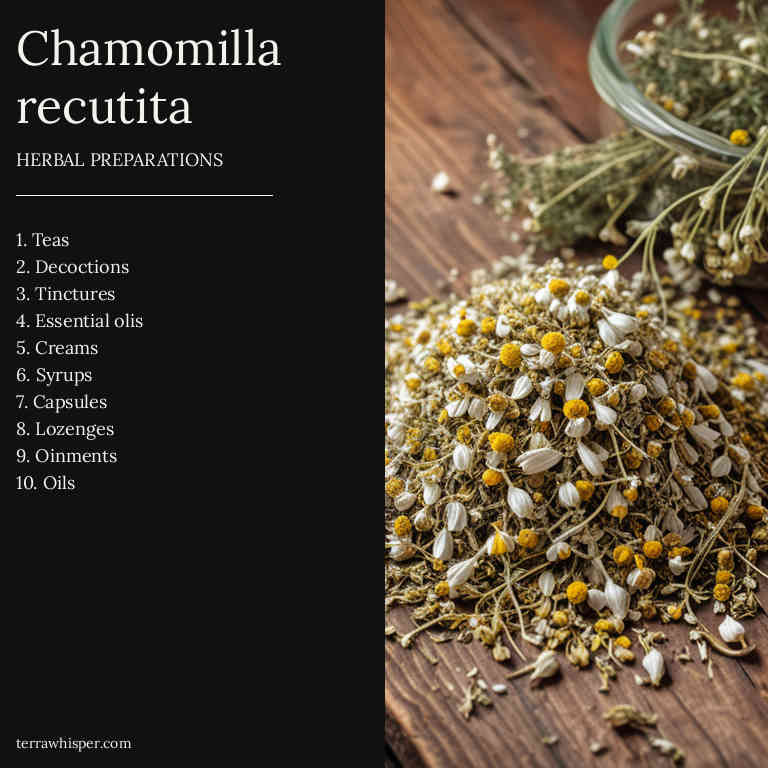 Chamomilla
recutita
HERBAL PREPARATIONS
1. Teas
2. Decoctions
3. Tinctures
4. Essential olis
5. Creams
6. Syrups
7. Capsules
8. Lozenges
9. Oinments
10. Oils
terrawhisper.com